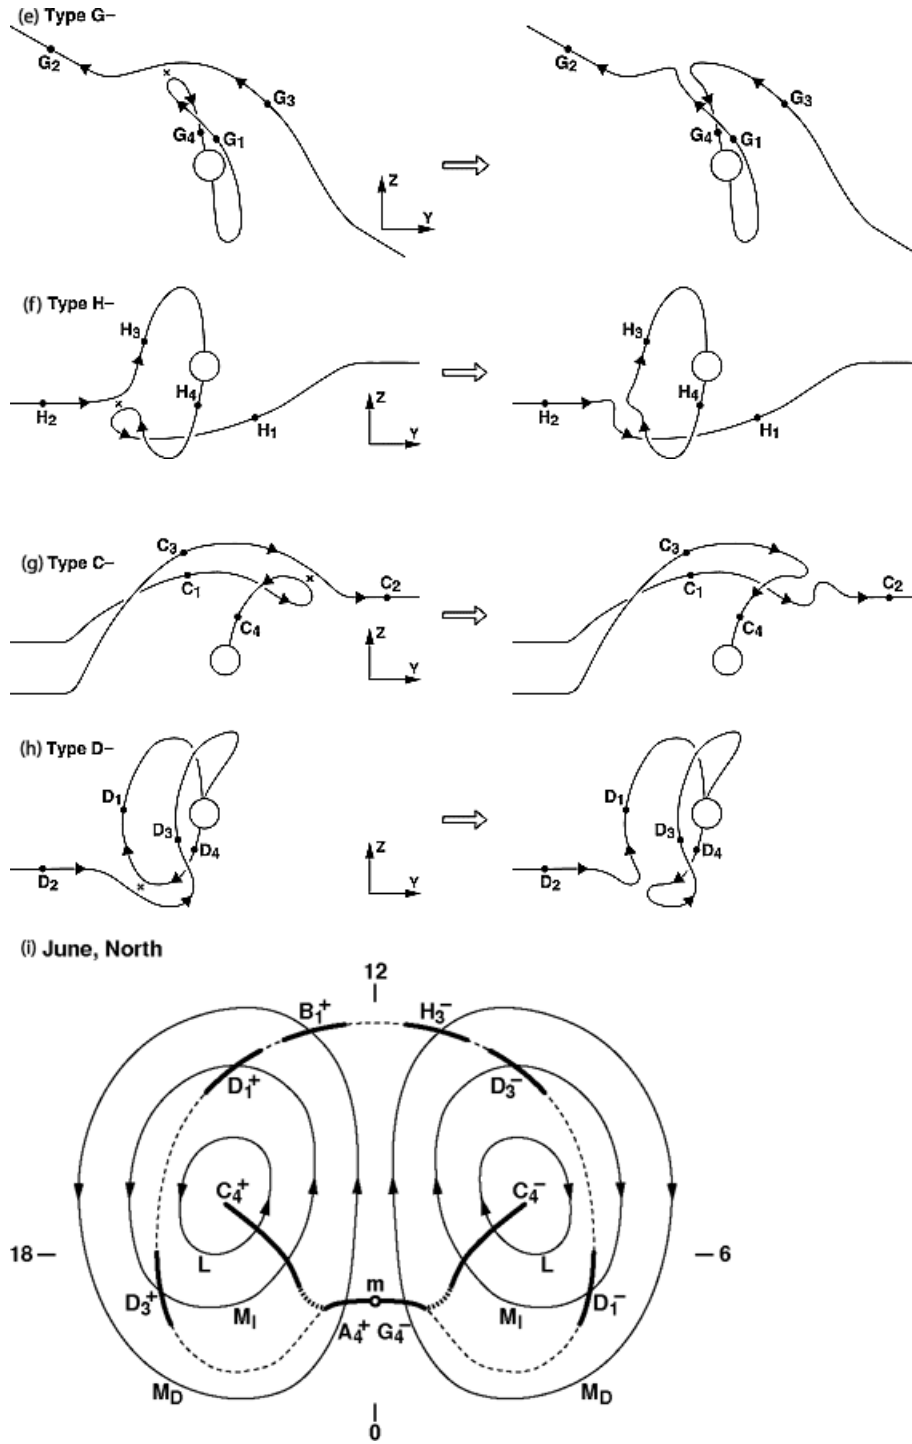 (e) Type G–
G2
G3
G4
G1
Z
Y
G2
G3
G4
G1
(f) Type H–
H3
H2
H4
H1
Z
Y
H3
H2
H4
H1
(g) Type C–
C3
C1
C2
C4
Z
Y
C3
C1
C2
C4
(h) Type D–
D1
D3
D4
D2
Z
Y
D1
D3
D4
D2
(i) June, North
12
B1+ H3–
D1+ D3–
C4+ C4–
18 – – 6
L L
m
D3+ D1–
MI MI
A4+ G4–
MD MD
0